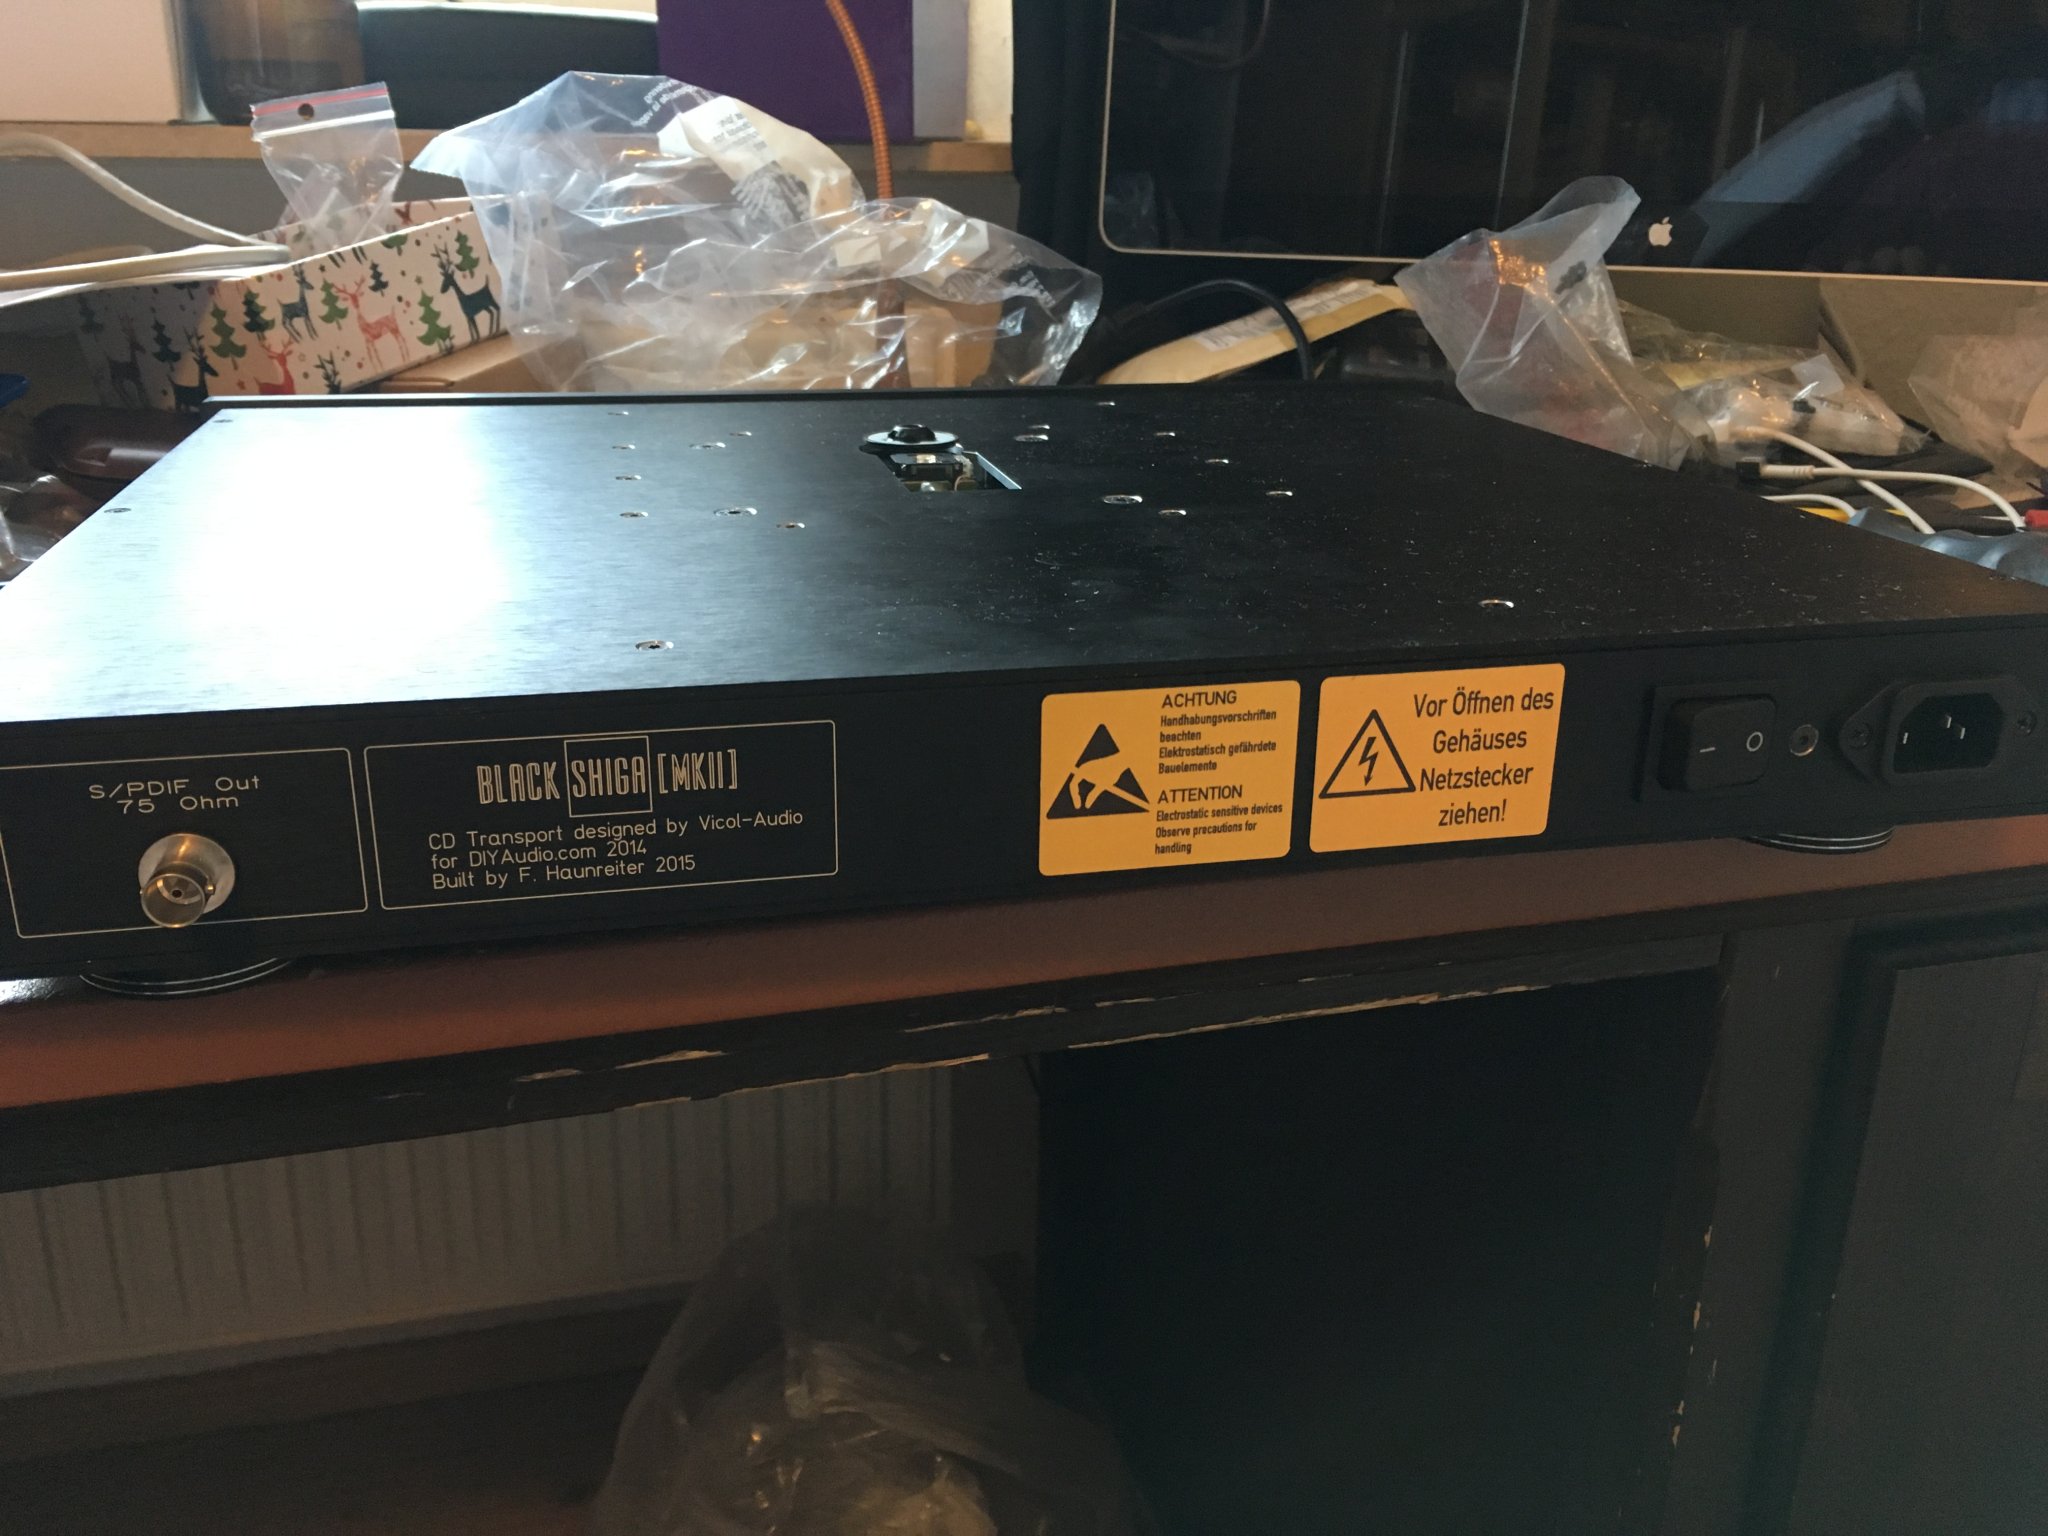 S/PDIF Out
75 Ohm
BLACK SHIGA [MKII]
CD Transport designed by Vicol-Audio
for DIYAudio.com 2014
Built by F. Haunreiter 2015
ACHTUNG
Handhabungsvorschriften
beachten
Elektrostatisch gefährdete
Bauelemente
ATTENTION
Electrostatic sensitive devices
Observe precautions for
handling
Vor Öffnen des
Gehäuses
Netzstecker
ziehen!